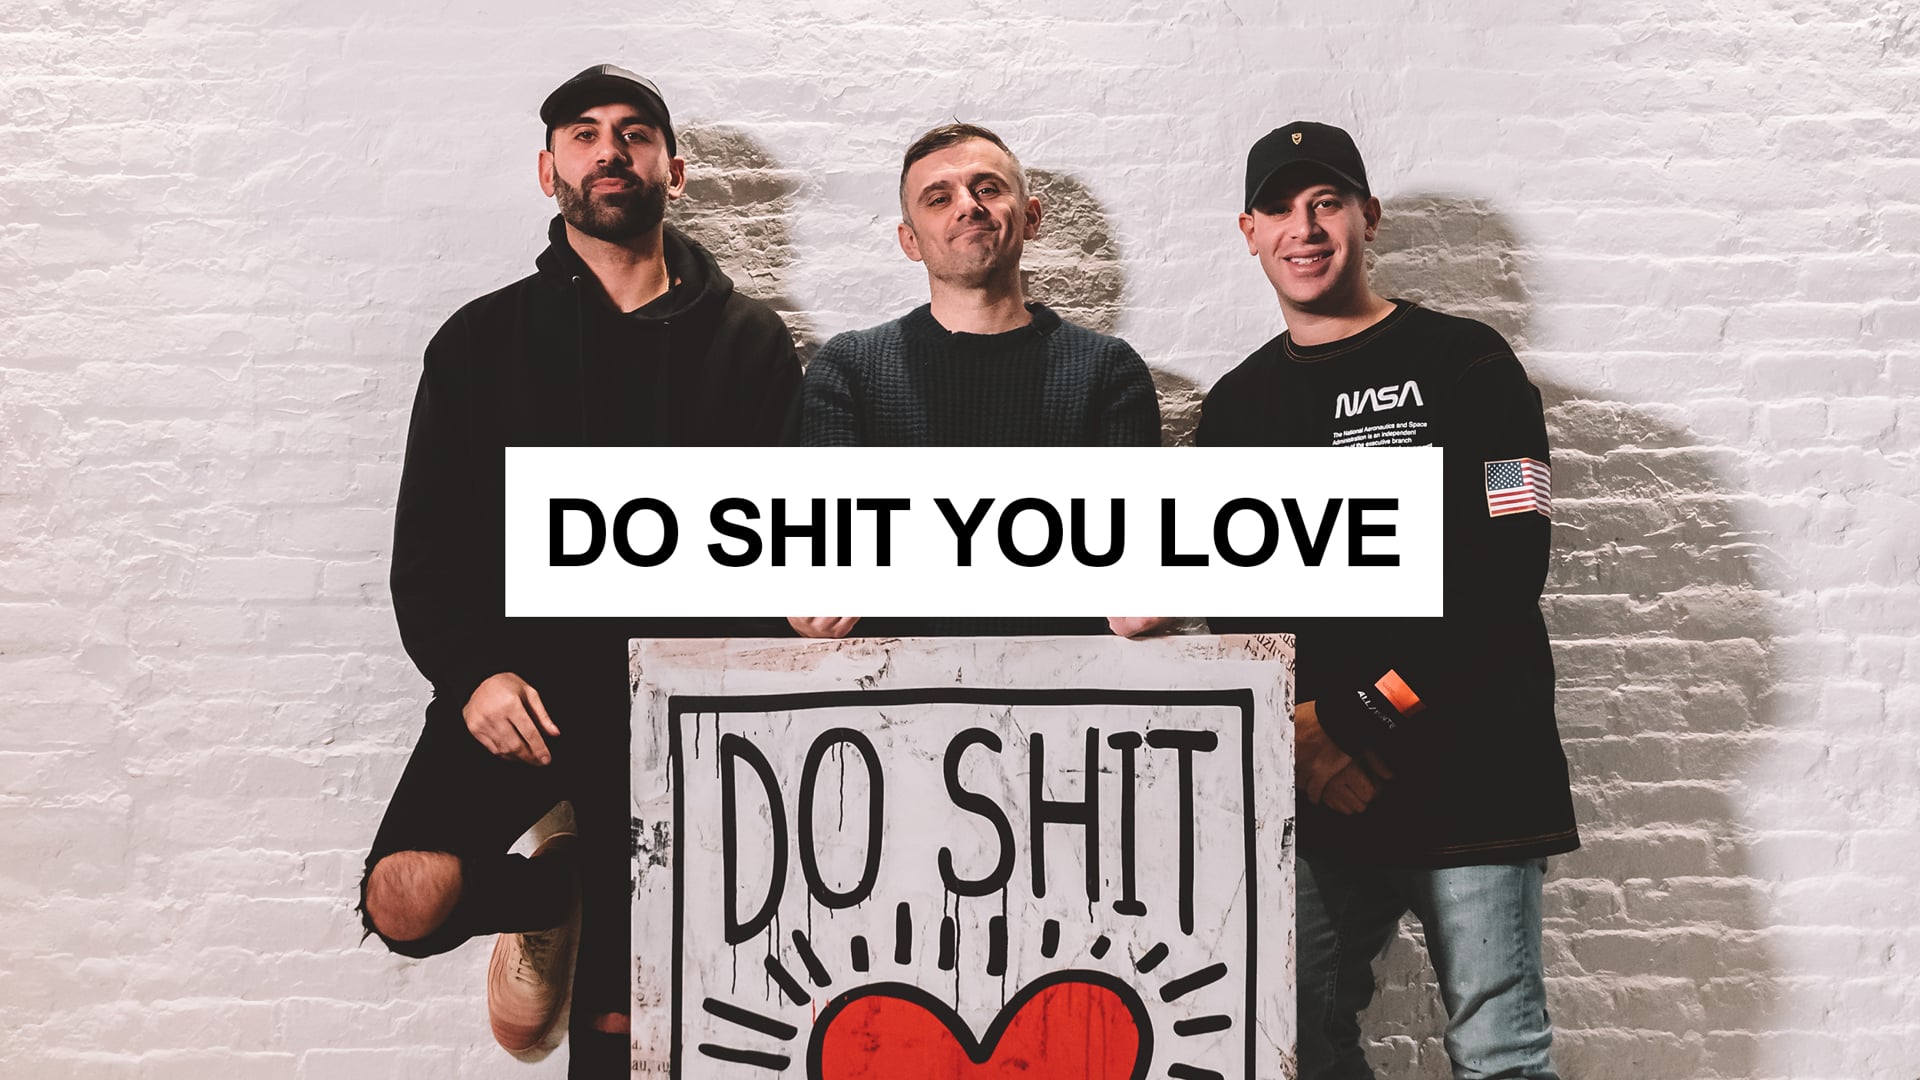 NASA
The National Aeronautics and Space
Administration is an independent
of the executive branch
DO SHIT YOU LOVE
DO SHIT